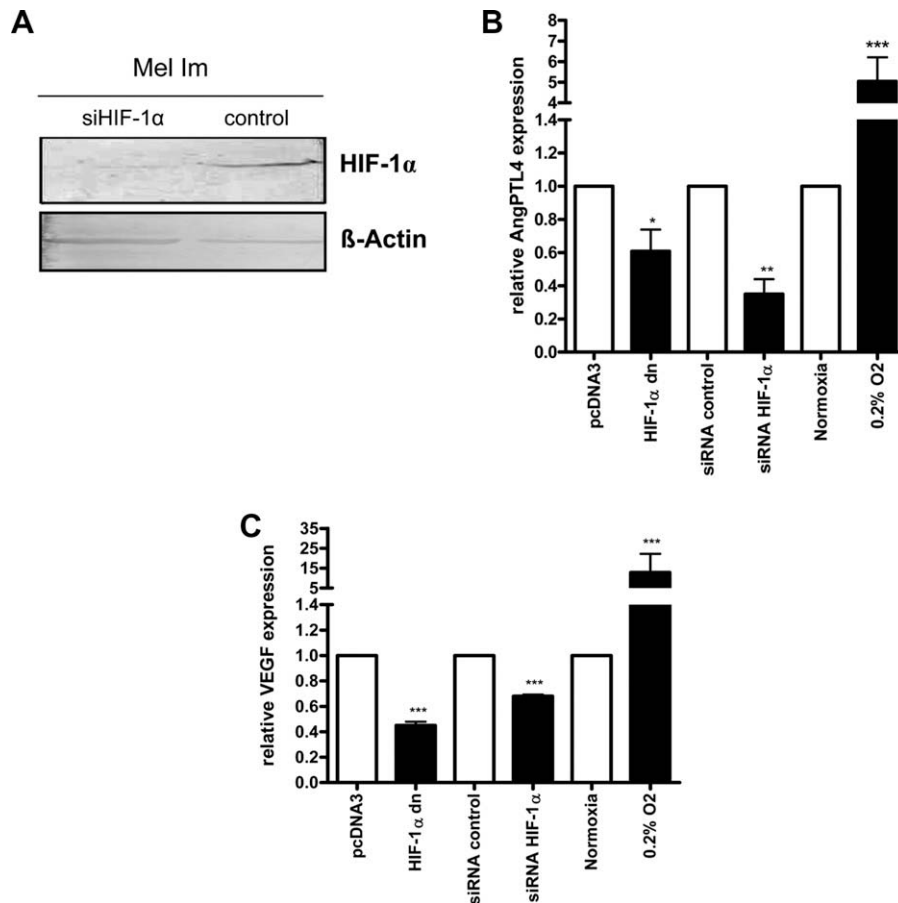 A
Mel Im
siHIF-1α control
HIF-1α
ß-Actin
B
relative AngPTL4 expression
8
7
6
5
4
1.4
1.2
1.0
0.8
0.6
0.4
0.2
0.0
*
**
***
pcDNA3
HIF-1α dn
siRNA control
siRNA HIF-1α
Normoxia
0.2% O2
C
relative VEGF expression
35
25
15
5
1.4
1.2
1.0
0.8
0.6
0.4
0.2
0.0
***
***
***
pcDNA3
HIF-1α dn
siRNA control
siRNA HIF-1α
Normoxia
0.2% O2